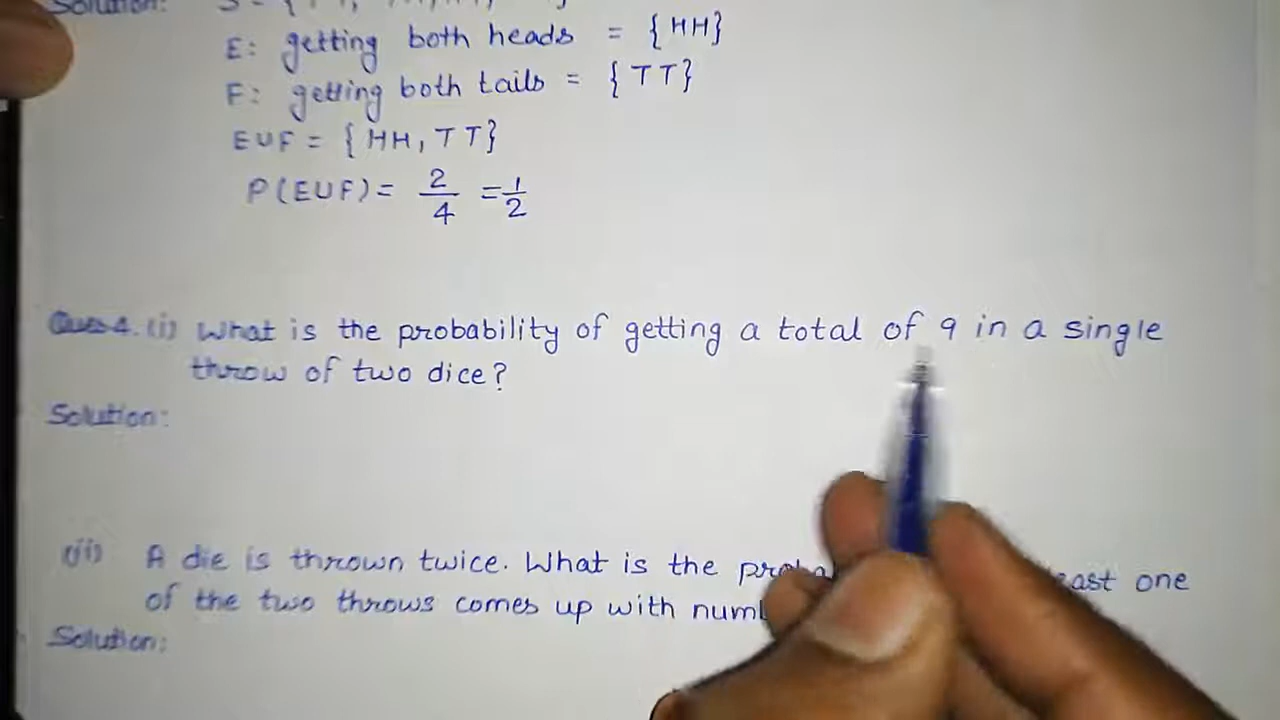 Solution: S = {
E: getting both heads = {HH}
F: getting both tails = {TT}
EUF = {HH, TT}
P(EUF) = 2/4 = 1/2
Ques4. (i) What is the probability of getting a total of 9 in a single
throw of two dice?
Solution:
(ii) A die is thrown twice. What is the one
of the two throws comes up with
Solution: